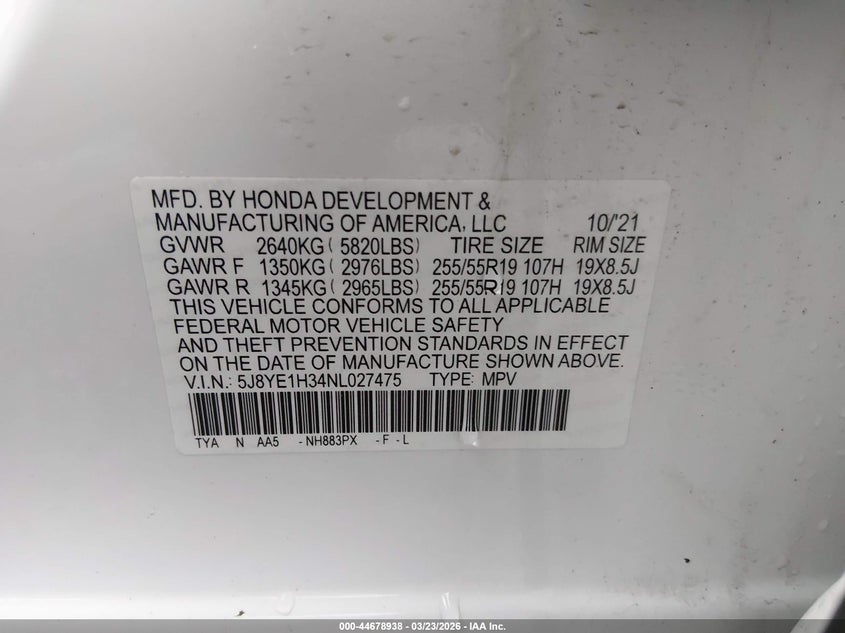 MFD. BY HONDA DEVELOPMENT &
MANUFACTURING OF AMERICA, LLC 10/'21
GVWR 2640KG ( 5820LBS) TIRE SIZE RIM SIZE
GAWR F 1350KG ( 2976LBS) 255/55R19 107H 19X8.5J
GAWR R 1345KG ( 2965LBS) 255/55R19 107H 19X8.5J
THIS VEHICLE CONFORMS TO ALL APPLICABLE
FEDERAL MOTOR VEHICLE SAFETY
AND THEFT PREVENTION STANDARDS IN EFFECT
ON THE DATE OF MANUFACTURE SHOWN ABOVE.
V.I.N.: 5J8YE1H34NL027475 TYPE: MPV
TYA N AA5 -NH883PX -F-L
000-44678938 | 03/23/2026 | IAA Inc.